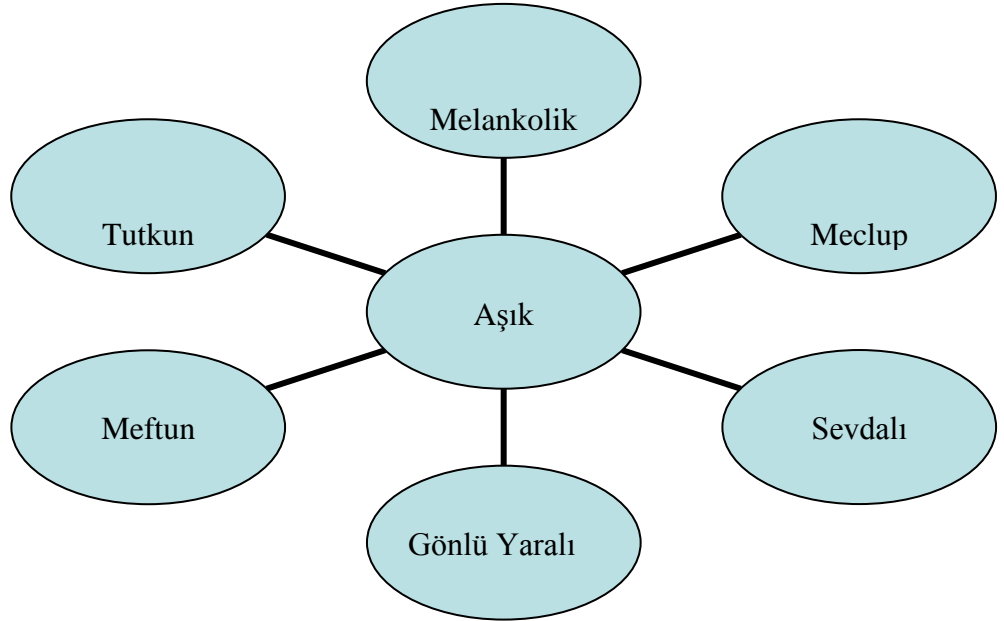 Melankolik
Tutkun
Meclup
Aşık
Meftun
Sevdalı
Gönlü Yaralı